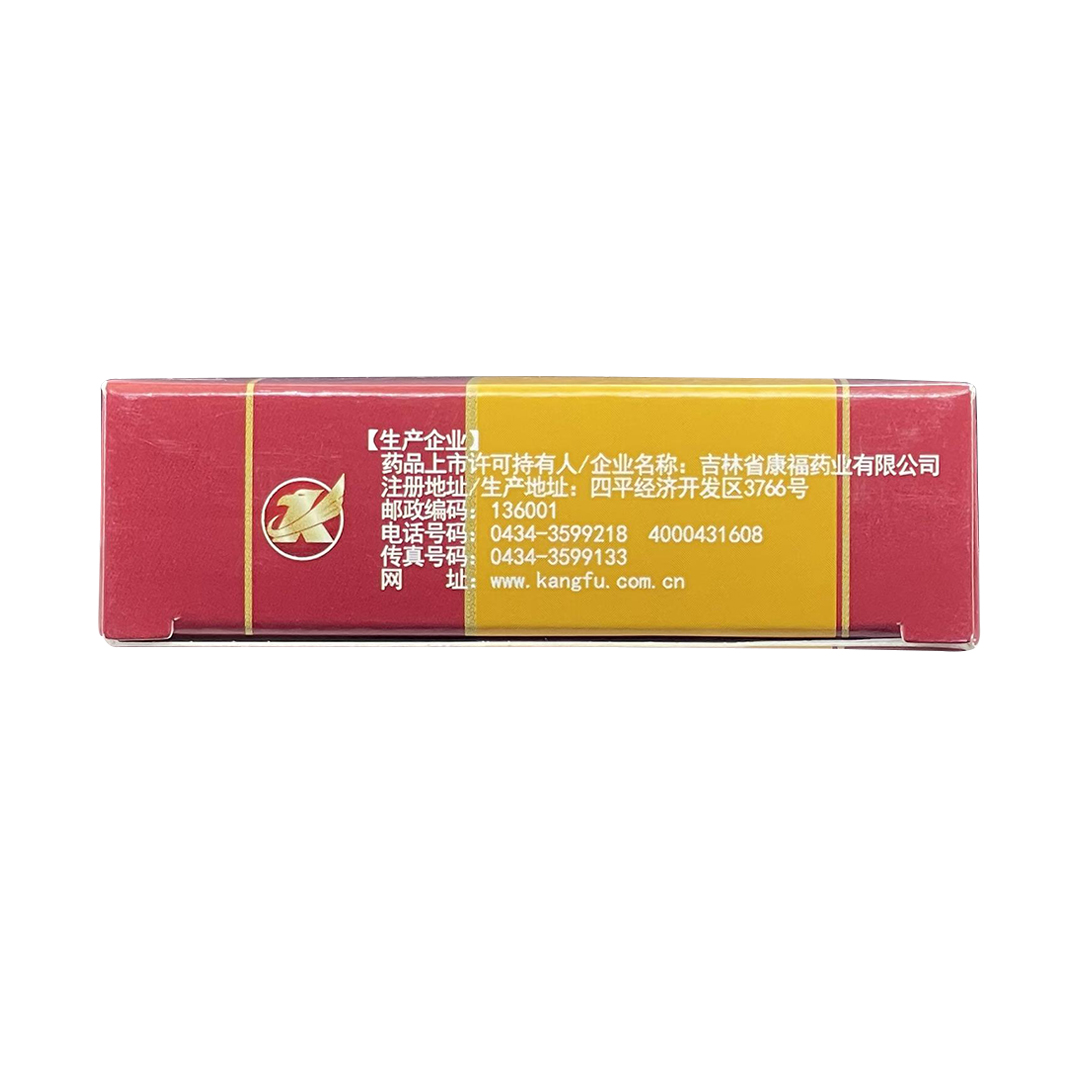 【生产企业】
药品上市许可持有人/企业名称：吉林省康福药业有限公司
注册地址/生产地址：四平经济开发区3766号
邮政编码：136001
电话号码：0434-3599218 4000431608
传真号码：0434-3599133
网 址：www.kangfu.com.cn